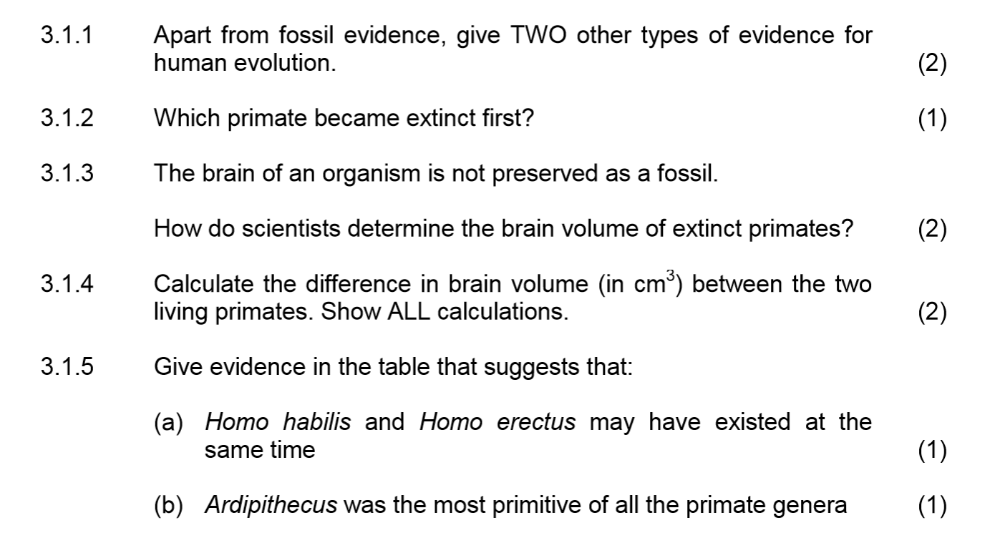 3.1.1 Apart from fossil evidence, give TWO other types of evidence for
human evolution. (2)
3.1.2 Which primate became extinct first? (1)
3.1.3 The brain of an organism is not preserved as a fossil.
How do scientists determine the brain volume of extinct primates? (2)
3.1.4 Calculate the difference in brain volume (in cm³) between the two
living primates. Show ALL calculations. (2)
3.1.5 Give evidence in the table that suggests that:
(a) Homo habilis and Homo erectus may have existed at the
same time (1)
(b) Ardipithecus was the most primitive of all the primate genera (1)